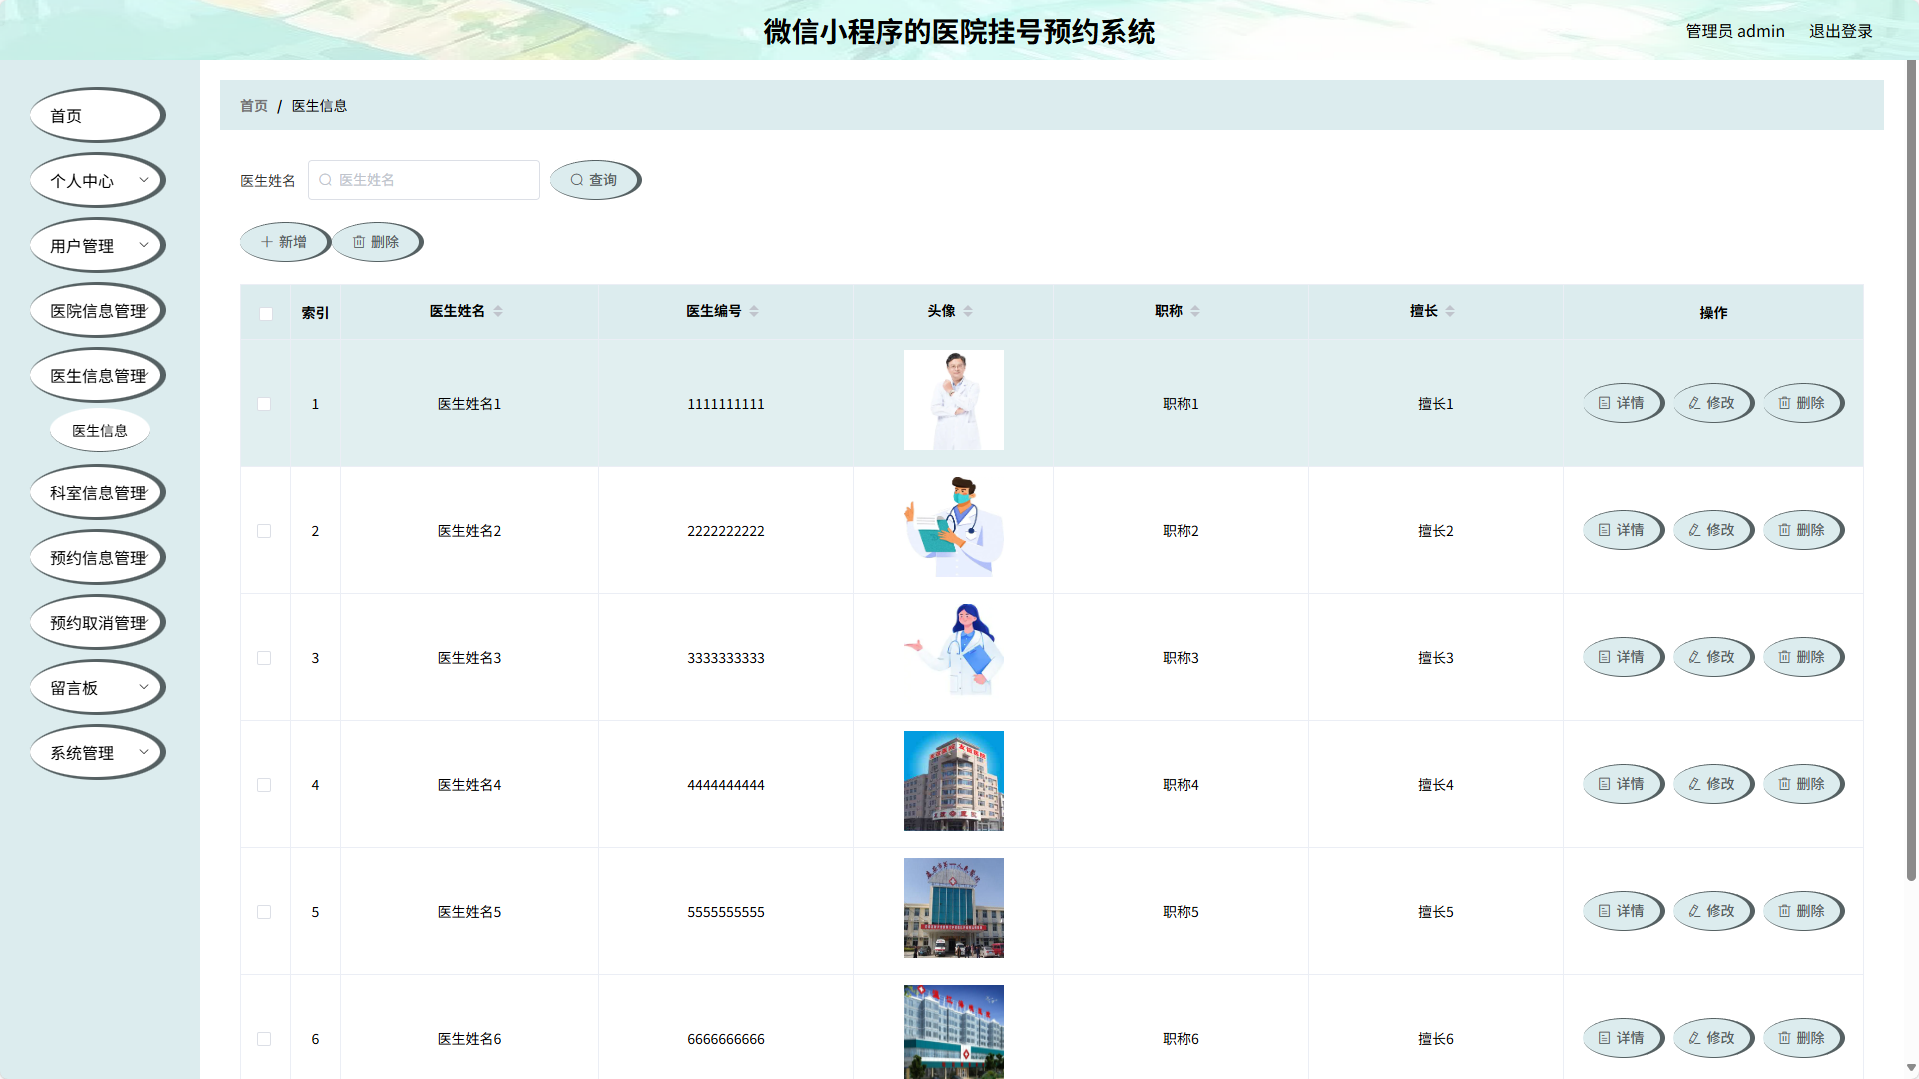 微信小程序的医院挂号预约系统
管理员 admin
退出登录
首页
个人中心
用户管理
医院信息管理
医生信息管理
医生信息
科室信息管理
预约信息管理
预约取消管理
留言板
系统管理
首页 / 医生信息
医生姓名 医生姓名 查询
新增 删除
索引 医生姓名 医生编号 头像 职称 擅长 操作
1 医生姓名1 1111111111 职称1 擅长1 详情 修改 删除
2 医生姓名2 2222222222 职称2 擅长2 详情 修改 删除
3 医生姓名3 3333333333 职称3 擅长3 详情 修改 删除
4 医生姓名4 4444444444 职称4 擅长4 详情 修改 删除
5 医生姓名5 5555555555 职称5 擅长5 详情 修改 删除
6 医生姓名6 6666666666 职称6 擅长6 详情 修改 删除